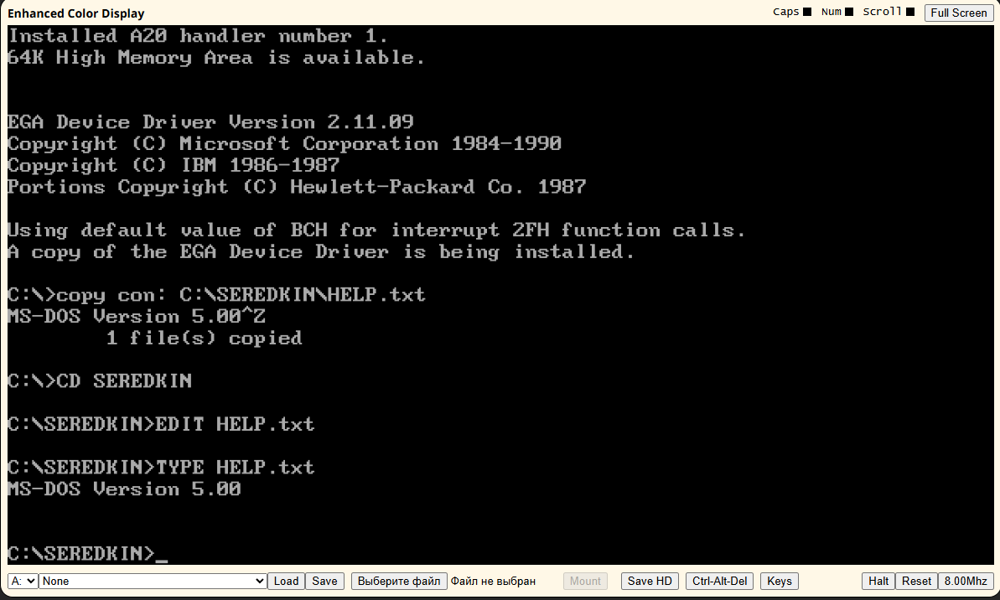 Enhanced Color Display
Caps Num Scroll Full Screen
Installed A20 handler number 1.
64K High Memory Area is available.
EGA Device Driver Version 2.11.09
Copyright (C) Microsoft Corporation 1984-1990
Copyright (C) IBM 1986-1987
Portions Copyright (C) Hewlett-Packard Co. 1987
Using default value of BCH for interrupt 2FH function calls.
A copy of the EGA Device Driver is being installed.
C:\>copy con: C:\SEREDKIN\HELP.txt
MS-DOS Version 5.00^Z
1 file(s) copied
C:\>CD SEREDKIN
C:\SEREDKIN>EDIT HELP.txt
C:\SEREDKIN>TYPE HELP.txt
MS-DOS Version 5.00
C:\SEREDKIN>_
A: None Load Save Выберите файл Файл не выбран Mount Save HD Ctrl-Alt-Del Keys Halt Reset 8.00Mhz